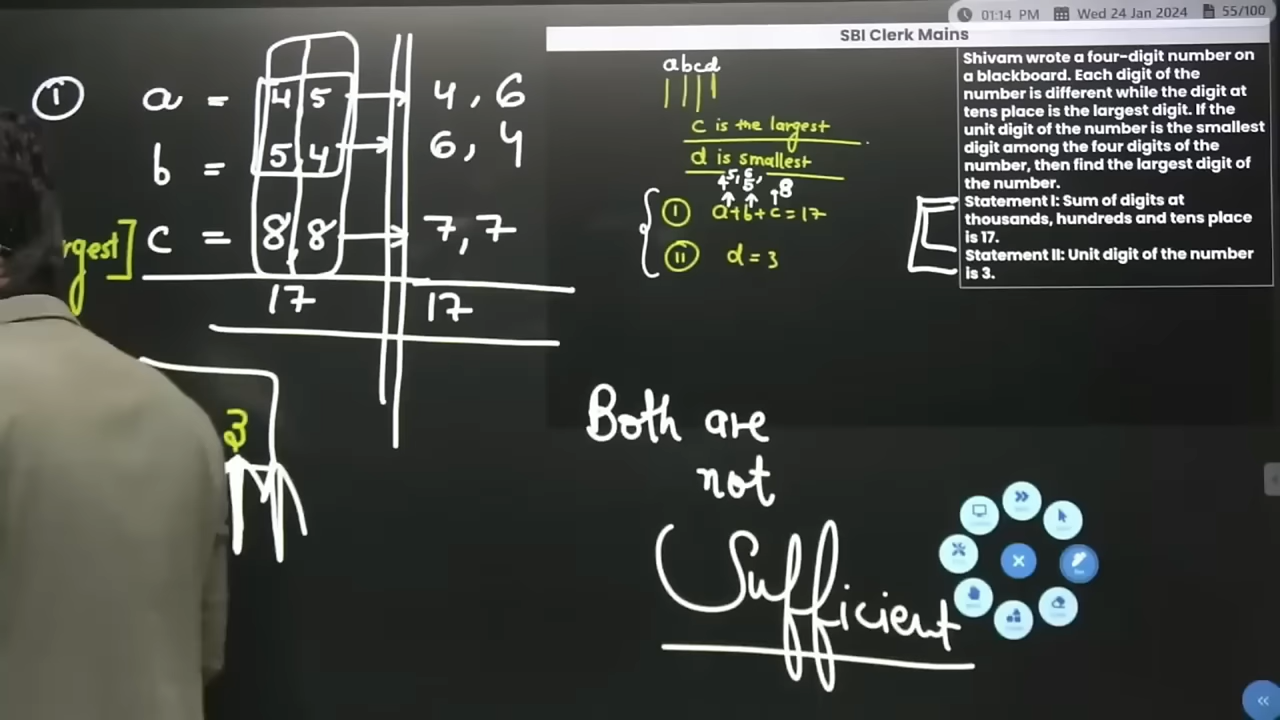 01:14 PM Wed 24 Jan 2024 55/100
SBI Clerk Mains
Shivam wrote a four-digit number on
a blackboard. Each digit of the
number is different while the digit at
tens place is the largest digit. If the
unit digit of the number is the smallest
digit among the four digits of the
number, then find the largest digit of
the number.
Statement I: Sum of digits at
thousands, hundreds and tens place
is 17.
Statement II: Unit digit of the number
is 3.
abcd
c is the largest
d is smallest
8
I a+b+c=17
II d = 3
I a = 4 5 4, 6
b = 5 4 6, 4
rgest] c = 8 8 7, 7
17 17
3
Both are
not
Sufficient